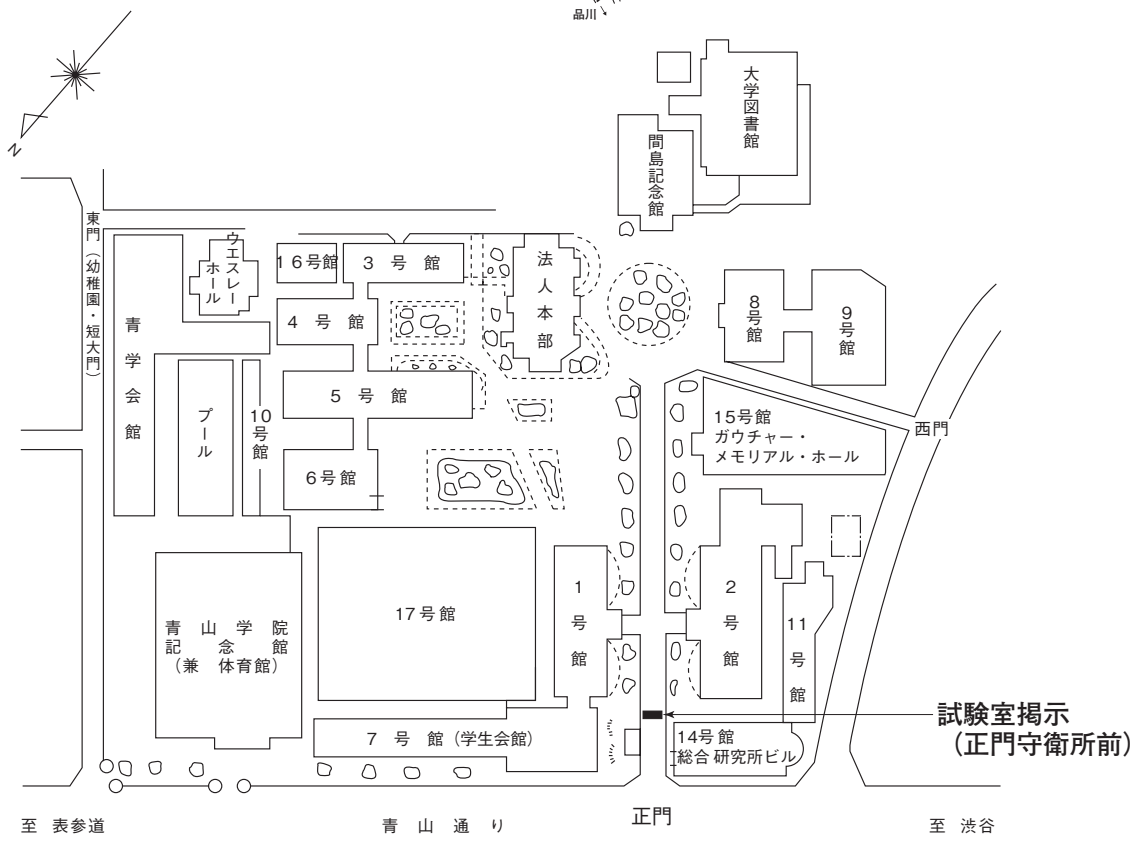 品川
N
大学図書館
間島記念館
東門（幼稚園・短大門）
ウエスレー
ホール
16号館
3号館
法人本部
8号館
9号館
4号館
青学会館
5号館
プール
10号館
15号館
ガウチャー・
メモリアル・ホール
西門
6号館
1号館
2号館
17号館
11号館
青山学院
記念館
（兼 体育館）
7号館（学生会館）
14号館
総合研究所ビル
試験室掲示
（正門守衛所前）
至 表参道
青山通り
正門
至 渋谷